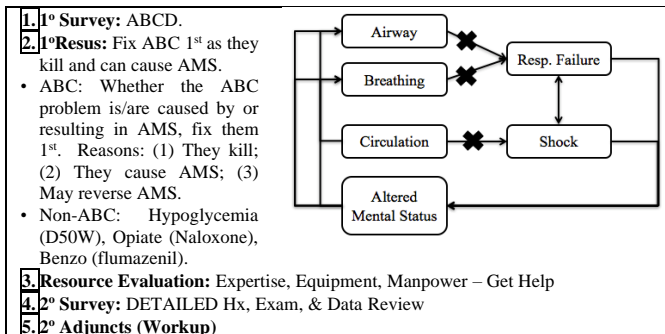 1. 1º Survey: ABCD.
2. 1ºResus: Fix ABC 1st as they
kill and can cause AMS.
• ABC: Whether the ABC
problem is/are caused by or
resulting in AMS, fix them
1st. Reasons: (1) They kill;
(2) They cause AMS; (3)
May reverse AMS.
• Non-ABC: Hypoglycemia
(D50W), Opiate (Naloxone),
Benzo (flumazenil).
Airway
Breathing
Resp. Failure
Circulation
Shock
Altered
Mental Status
3. Resource Evaluation: Expertise, Equipment, Manpower – Get Help
4. 2º Survey: DETAILED Hx, Exam, & Data Review
5. 2º Adjuncts (Workup)